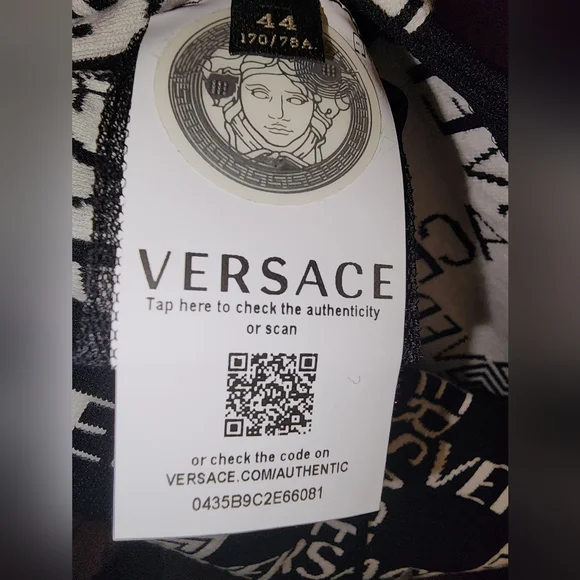 44
170/78A
VERSACE
Tap here to check the authenticity
or scan
or check the code on
VERSACE.COM/AUTHENTIC
0435B9C2E66081